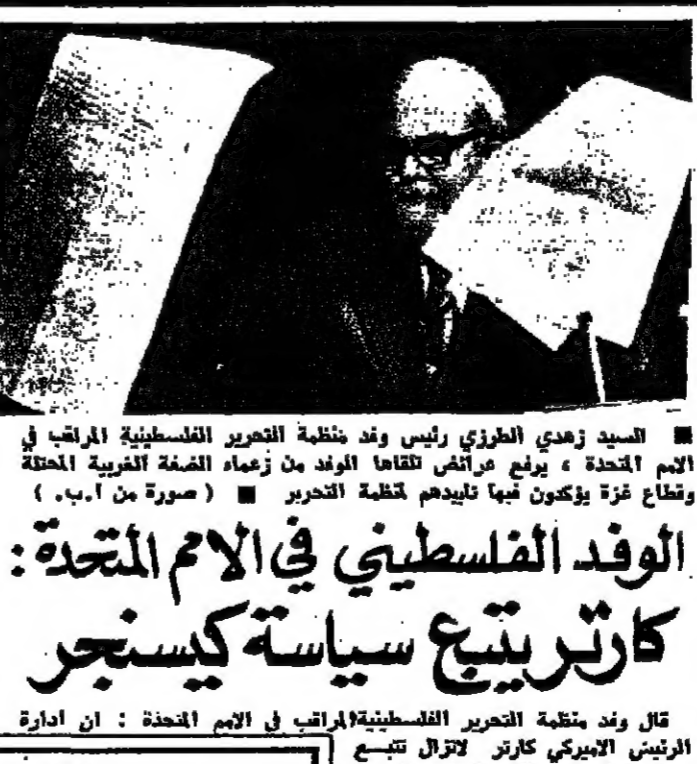 ■ السيد زهدي الطرزي رئيس وفد منظمة التحرير الفلسطينية المراقب في
الامم المتحدة ، يرفع عرائض تلقاها الوفد من زعماء الضفة الغربية المحتلة
وقطاع غزة يؤكدون فيها تاييدهم لمنظمة التحرير ■ ( صورة من ا.ب. )
الوفد الفلسطيني في الامم المتحدة :
كارتر يتبع سياسة كيسنجر
قال وفد منظمة التحرير الفلسطينية المراقب في الامم المتحدة : ان ادارة
الرئيس الاميركي كارتر لاتزال تتبع